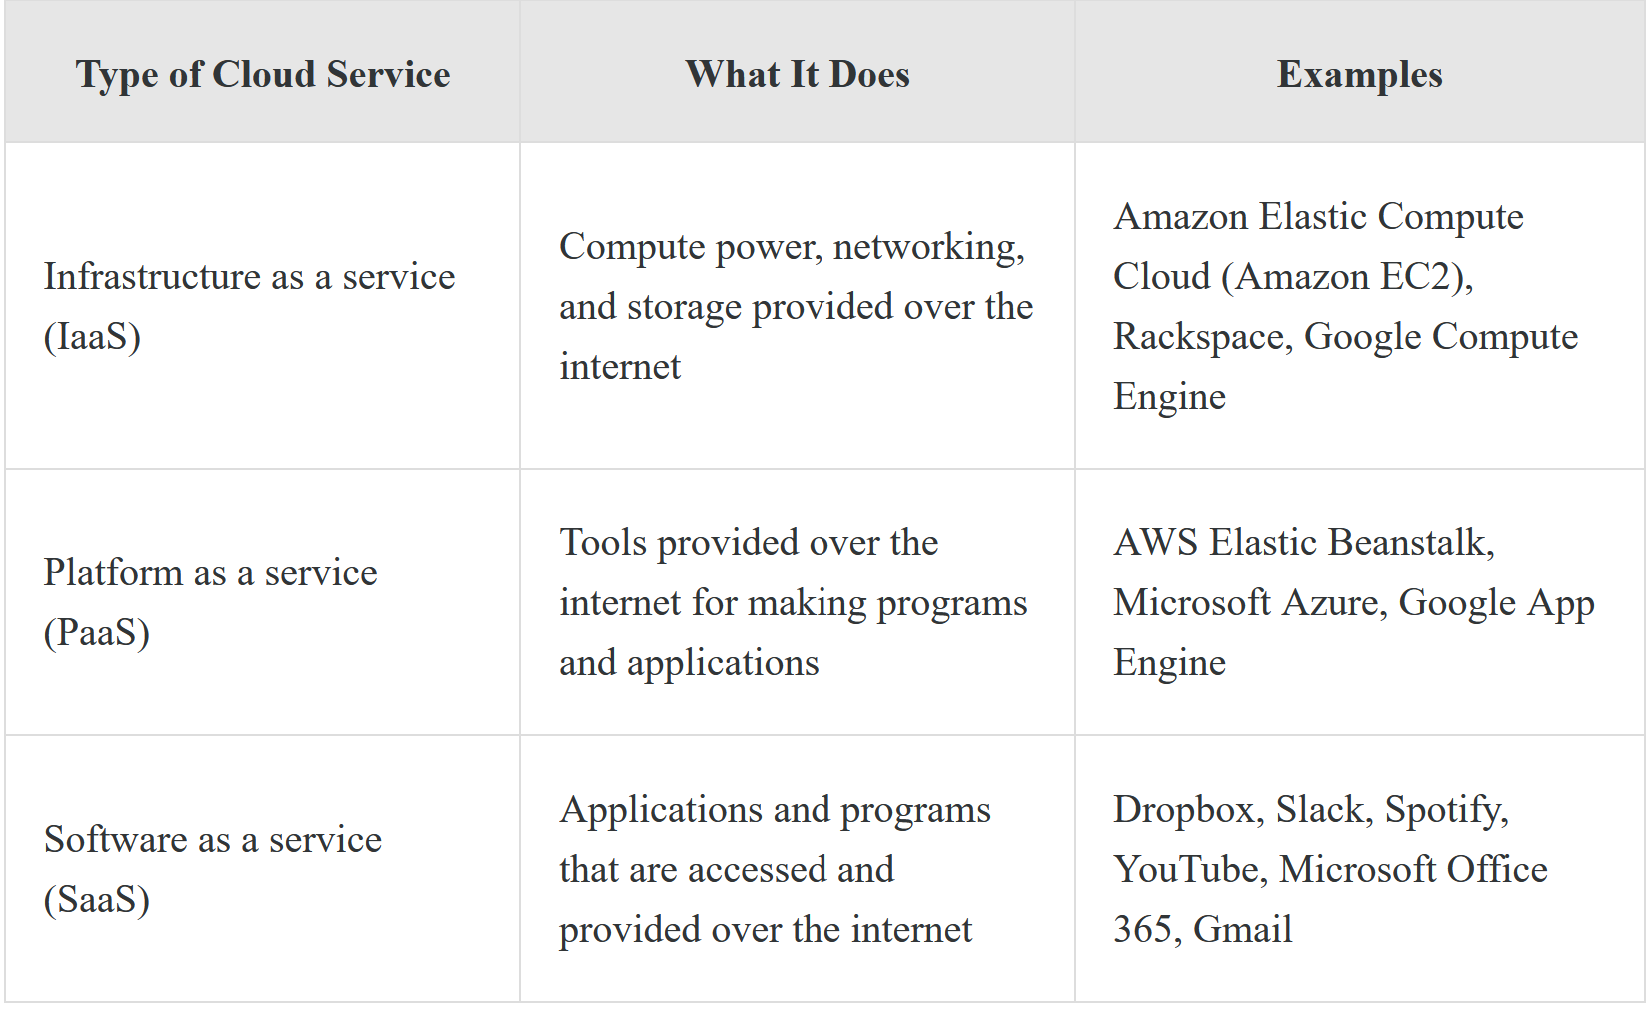 Type of Cloud Service
What It Does
Examples
Infrastructure as a service
(IaaS)
Compute power, networking,
and storage provided over the
internet
Amazon Elastic Compute
Cloud (Amazon EC2),
Rackspace, Google Compute
Engine
Platform as a service
(PaaS)
Tools provided over the
internet for making programs
and applications
AWS Elastic Beanstalk,
Microsoft Azure, Google App
Engine
Software as a service
(SaaS)
Applications and programs
that are accessed and
provided over the internet
Dropbox, Slack, Spotify,
YouTube, Microsoft Office
365, Gmail